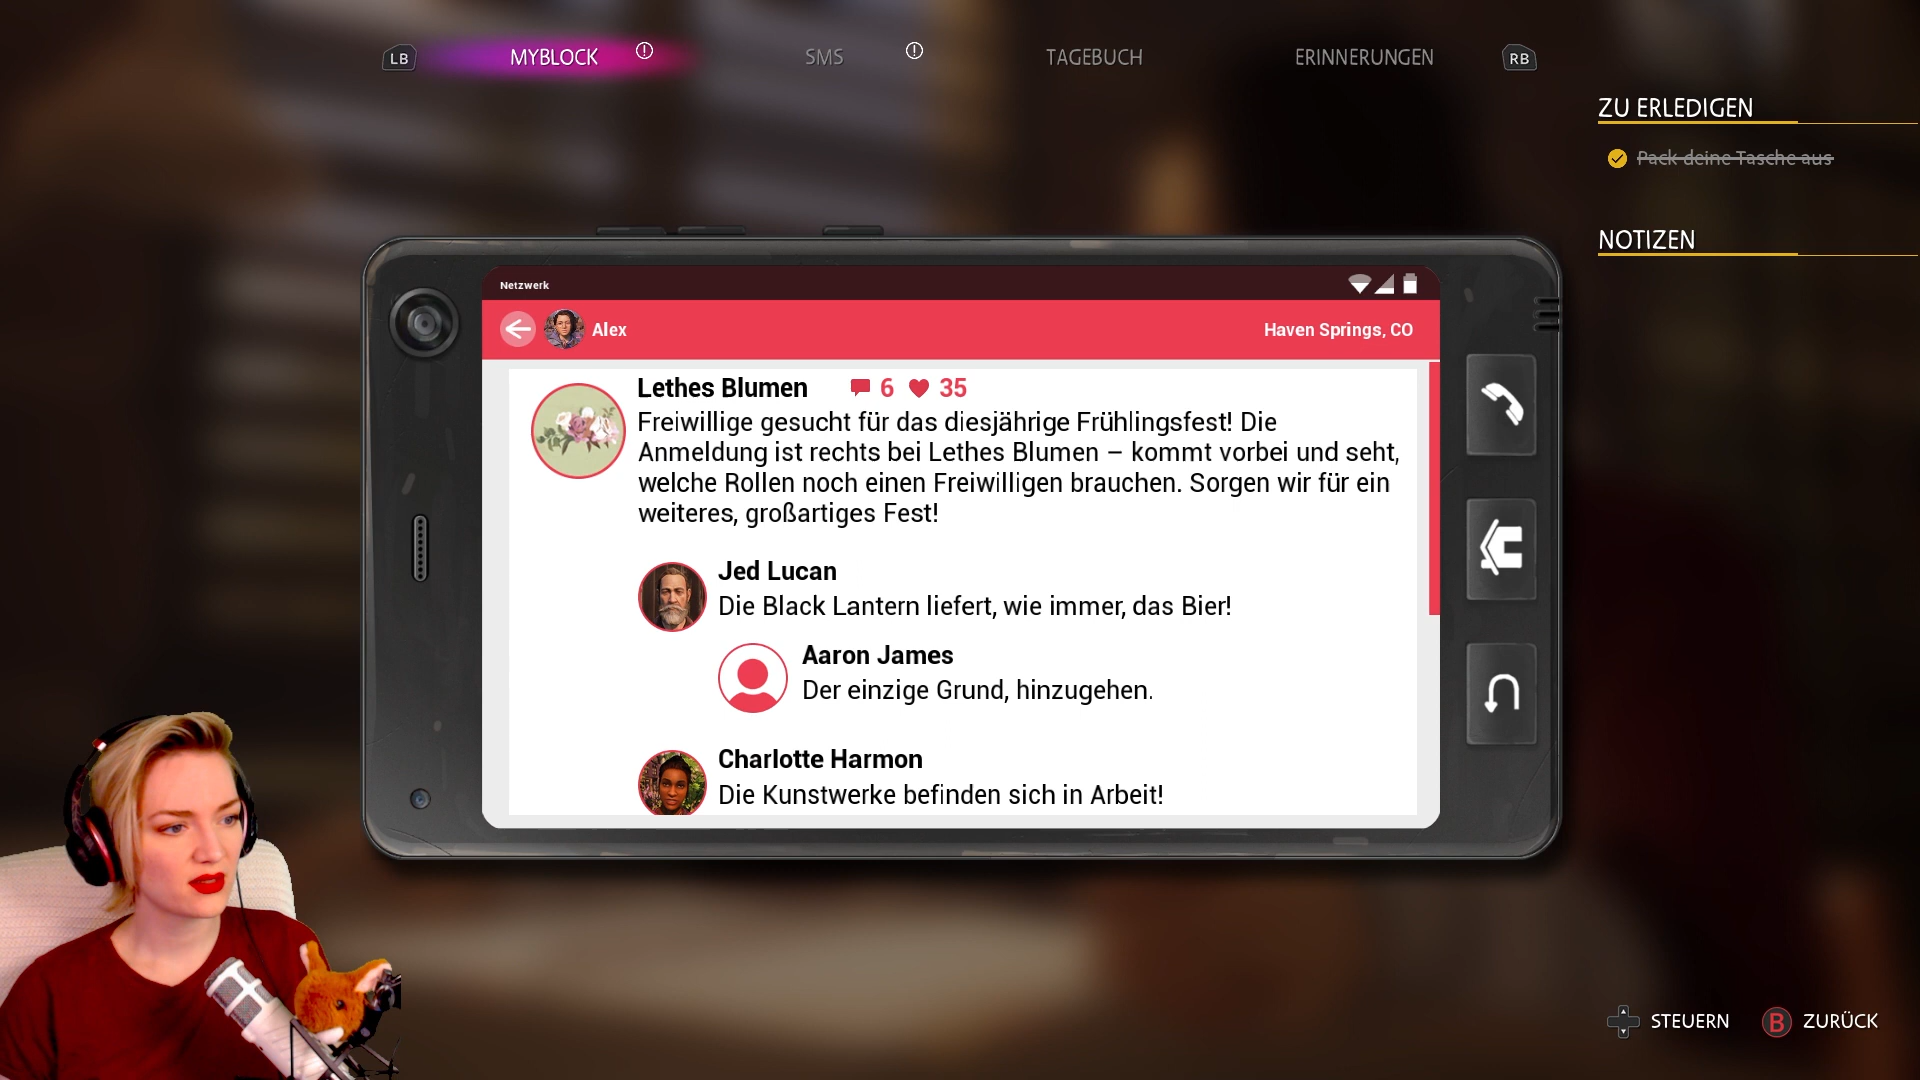 LB
MYBLOCK
SMS
TAGEBUCH
ERINNERUNGEN
RB
ZU ERLEDIGEN
Pack deine Tasche aus
NOTIZEN
Netzwerk
Alex
Haven Springs, CO
Lethes Blumen 6 35
Freiwillige gesucht für das diesjährige Frühlingsfest! Die
Anmeldung ist rechts bei Lethes Blumen – kommt vorbei und seht,
welche Rollen noch einen Freiwilligen brauchen. Sorgen wir für ein
weiteres, großartiges Fest!
Jed Lucan
Die Black Lantern liefert, wie immer, das Bier!
Aaron James
Der einzige Grund, hinzugehen.
Charlotte Harmon
Die Kunstwerke befinden sich in Arbeit!
STEUERN
B ZURÜCK